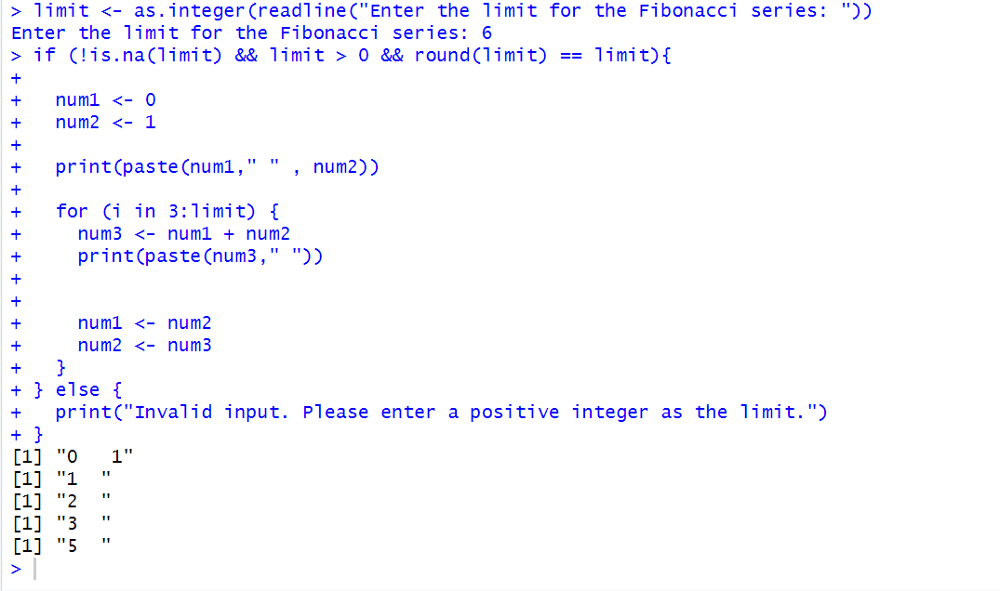 > limit <- as.integer(readline("Enter the limit for the Fibonacci series: "))
Enter the limit for the Fibonacci series: 6
> if (!is.na(limit) && limit > 0 && round(limit) == limit){
+
+   num1 <- 0
+   num2 <- 1
+
+   print(paste(num1," " , num2))
+
+   for (i in 3:limit) {
+     num3 <- num1 + num2
+     print(paste(num3," "))
+
+
+     num1 <- num2
+     num2 <- num3
+   }
+ } else {
+   print("Invalid input. Please enter a positive integer as the limit.")
+ }
[1] "0   1"
[1] "1  "
[1] "2  "
[1] "3  "
[1] "5  "
>